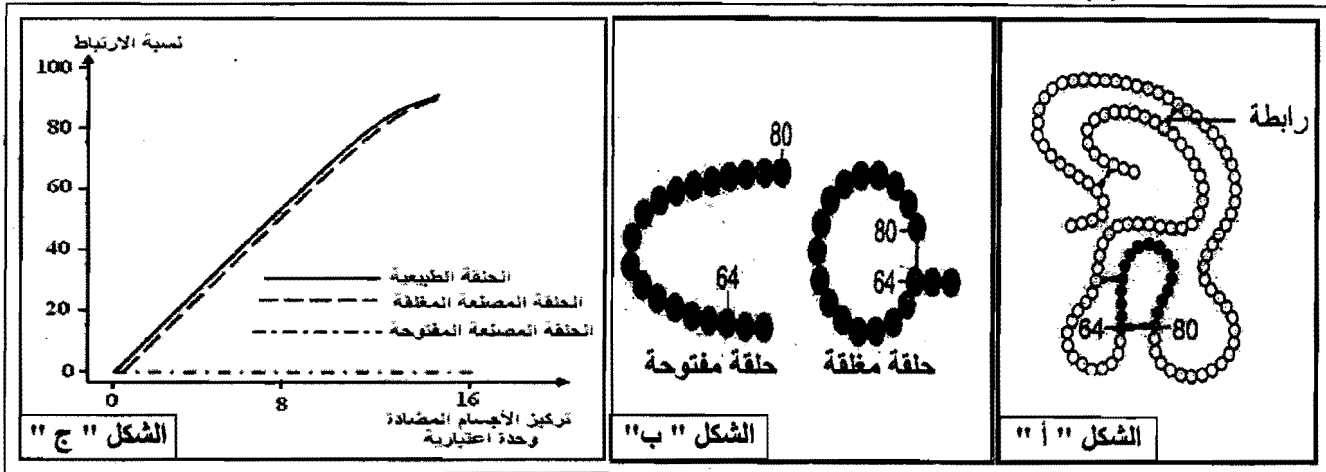 رابطة
64
80
الشكل " أ "
80
64
80
64
حلقة مغلقة
حلقة مفتوحة
الشكل " ب"
نسبة الارتباط
100
80
60
40
20
0
الحلقة الطبيعية
الحلقة المصنعة المغلقة
الحلقة المصنعة المفتوحة
0
8
16
تركيز الأجسام المضادة
وحدة اعتبارية
الشكل " ج "